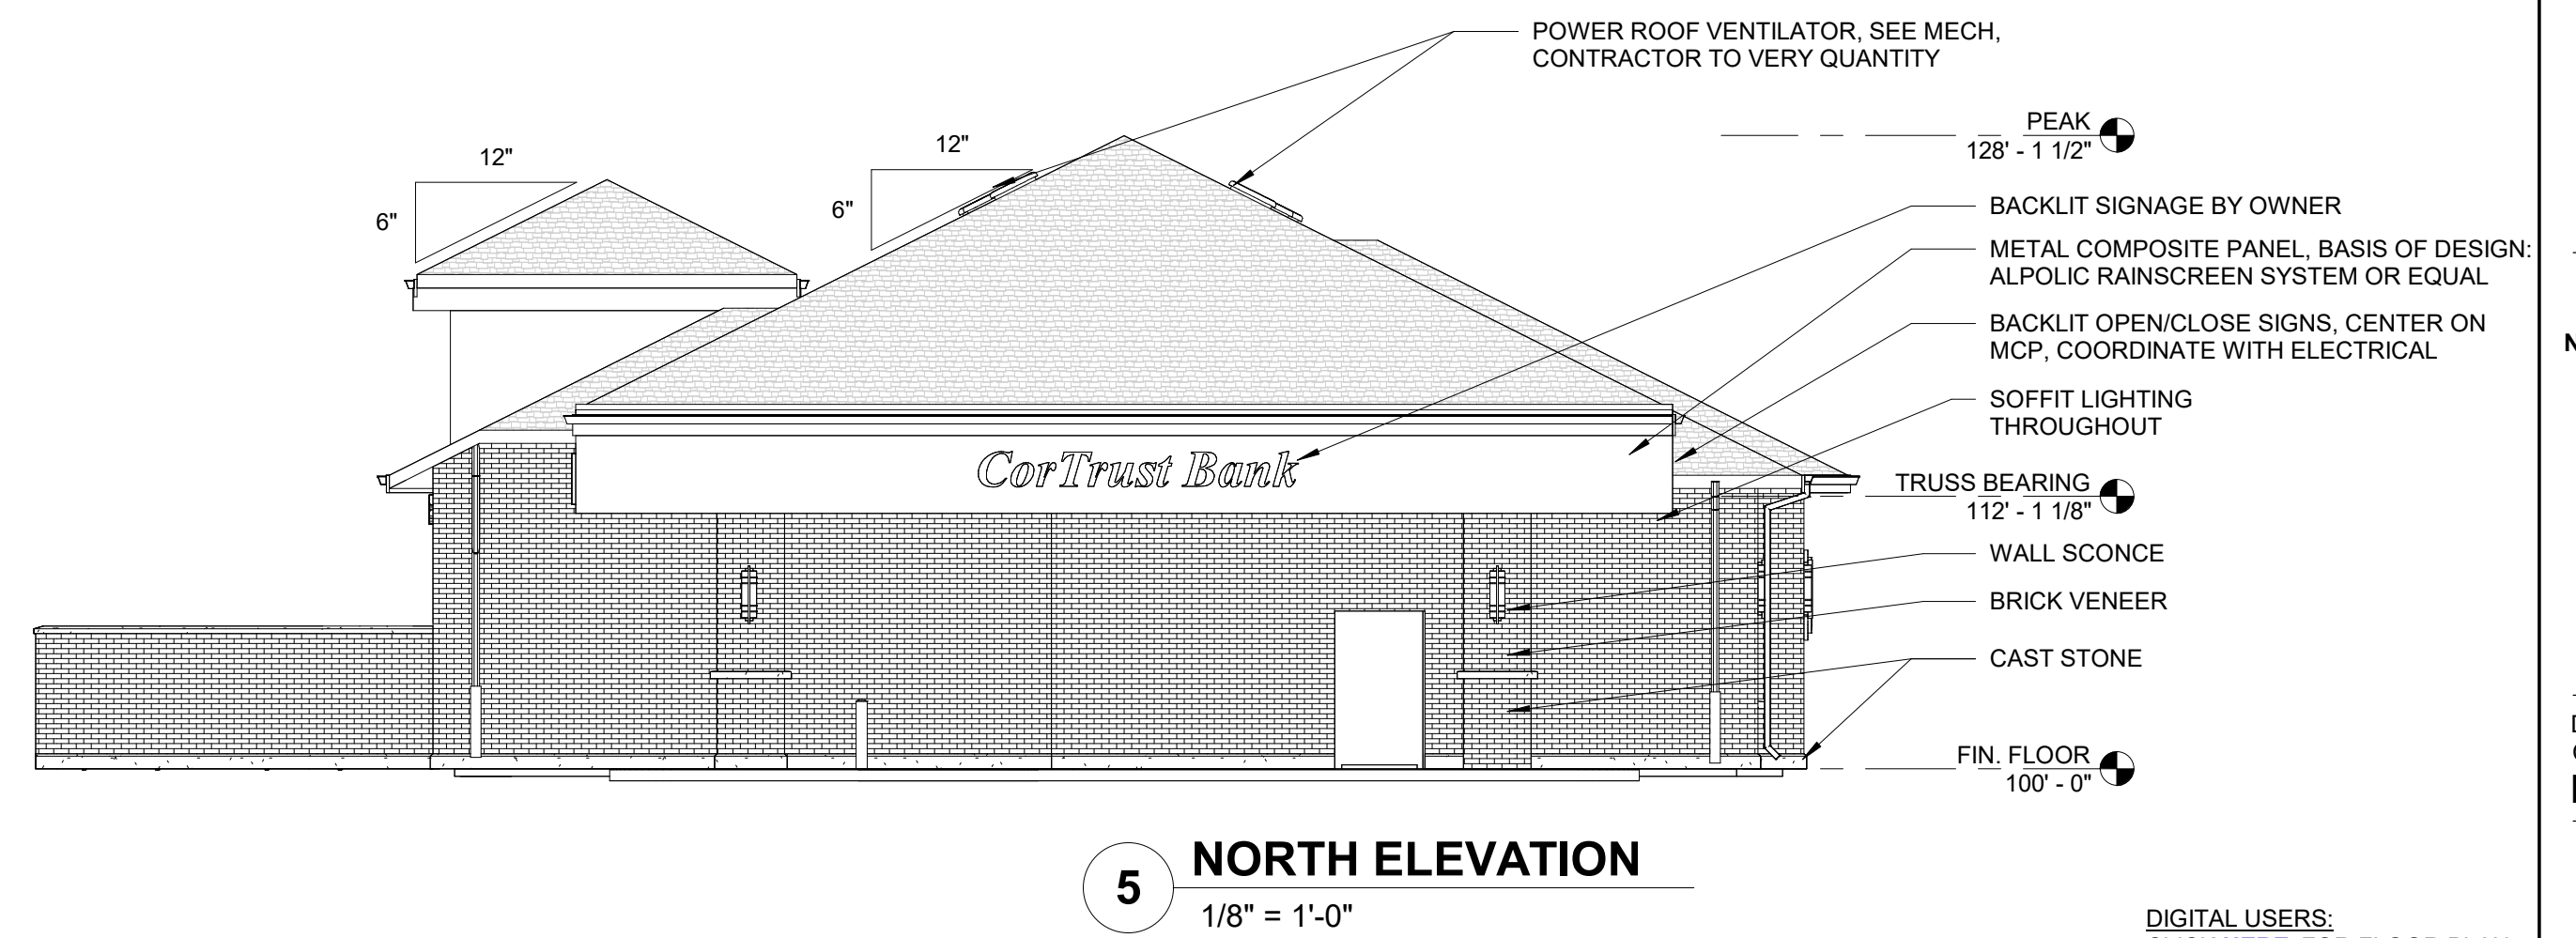 POWER ROOF VENTILATOR, SEE MECH,
CONTRACTOR TO VERY QUANTITY
PEAK
128' - 1 1/2"
12"
6"
12"
6"
BACKLIT SIGNAGE BY OWNER
METAL COMPOSITE PANEL, BASIS OF DESIGN:
ALPOLIC RAINSCREEN SYSTEM OR EQUAL
BACKLIT OPEN/CLOSE SIGNS, CENTER ON
MCP, COORDINATE WITH ELECTRICAL
SOFFIT LIGHTING
THROUGHOUT
CorTrust Bank
TRUSS BEARING
112' - 1 1/8"
WALL SCONCE
BRICK VENEER
CAST STONE
FIN. FLOOR
100' - 0"
5
NORTH ELEVATION
1/8" = 1'-0"
DIGITAL USERS: